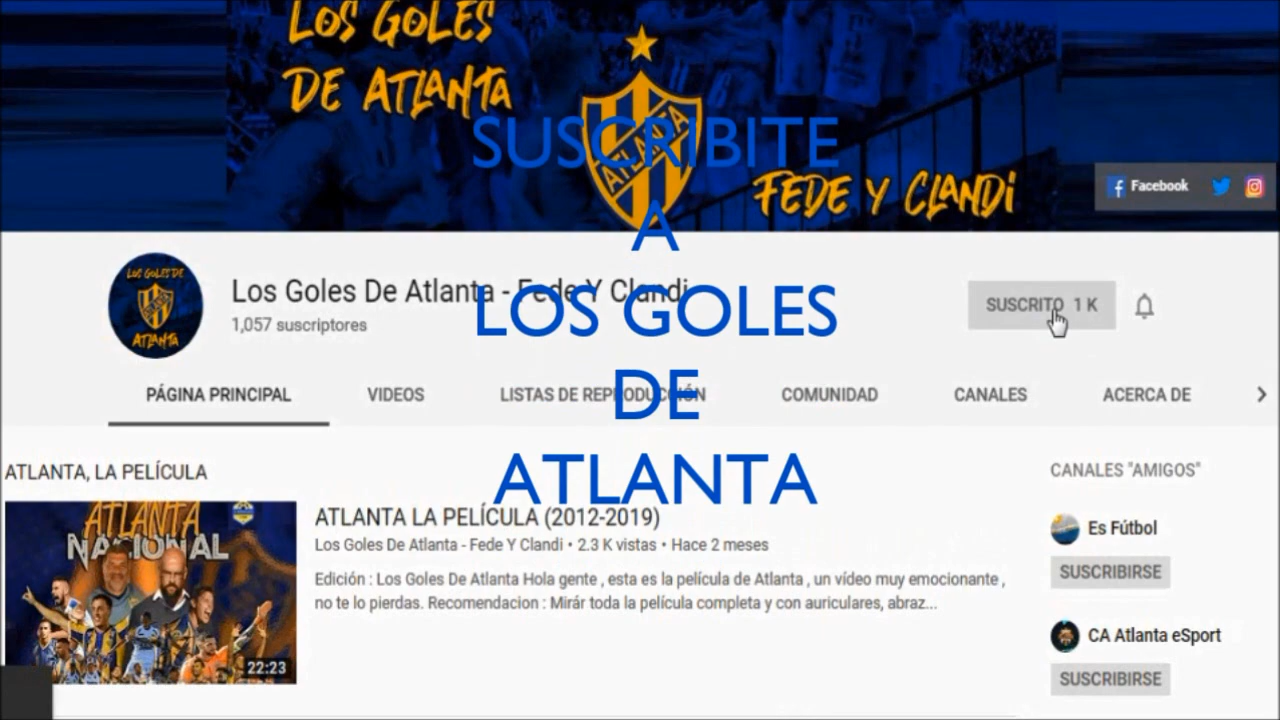 LOS GOLES
DE ATLANTA
ATLANTA
FEDE Y CLANDI
Facebook
SUSCRIBITE
A
LOS GOLES
DE
ATLANTA
LOS GOLES DE
ATLANTA
Los Goles De Atlanta - Fede Y Clandi
1,057 suscriptores
SUSCRITO 1 K
PÁGINA PRINCIPAL VIDEOS LISTAS DE REPRODUCCIÓN COMUNIDAD CANALES ACERCA DE
ATLANTA, LA PELÍCULA
ATLANTA
NACIONAL
22:23
ATLANTA LA PELÍCULA (2012-2019)
Los Goles De Atlanta - Fede Y Clandi • 2.3 K vistas • Hace 2 meses
Edición : Los Goles De Atlanta Hola gente , esta es la película de Atlanta , un vídeo muy emocionante ,
no te lo pierdas. Recomendacion : Mirár toda la película completa y con auriculares, abraz...
CANALES "AMIGOS"
Es Fútbol
SUSCRIBIRSE
CA Atlanta eSport
SUSCRIBIRSE